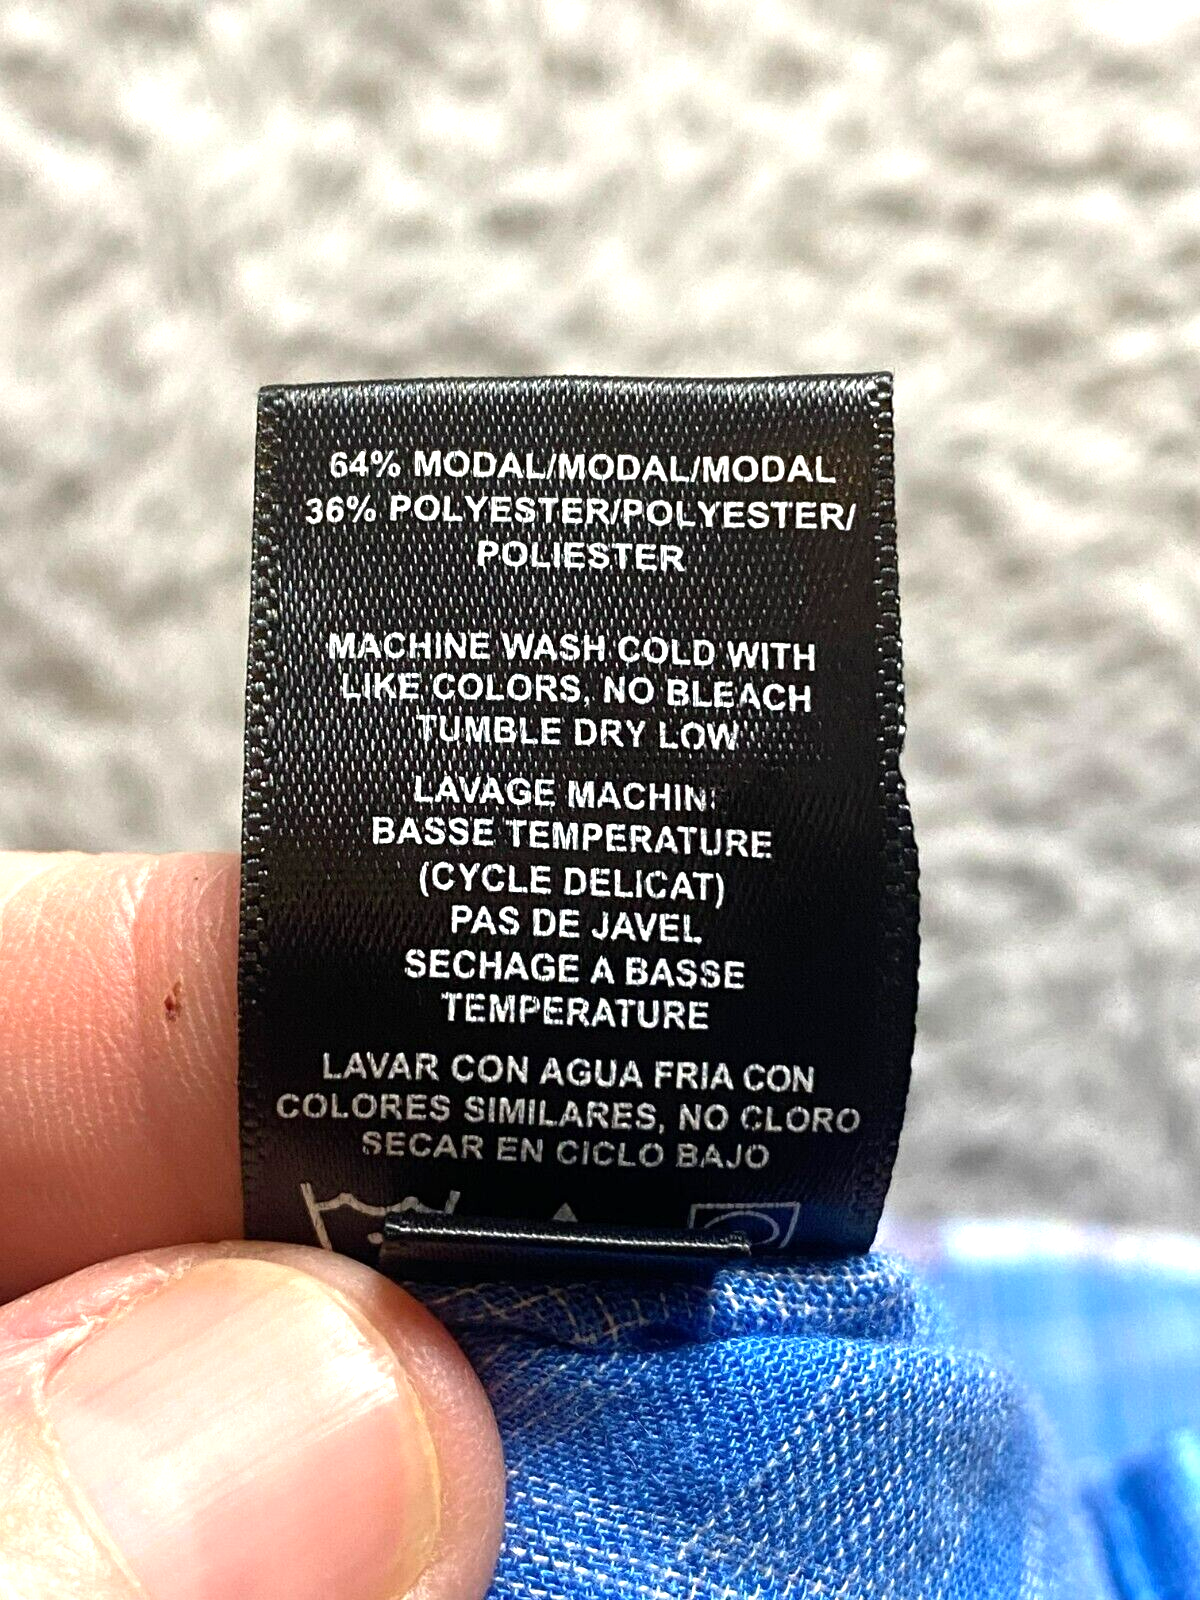 64% MODAL/MODAL/MODAL
36% POLYESTER/POLYESTER/
POLIESTER
MACHINE WASH COLD WITH
LIKE COLORS, NO BLEACH
TUMBLE DRY LOW
LAVAGE MACHINE
BASSE TEMPERATURE
(CYCLE DELICAT)
PAS DE JAVEL
SECHAGE A BASSE
TEMPERATURE
LAVAR CON AGUA FRIA CON
COLORES SIMILARES, NO CLORO
SECAR EN CICLO BAJO